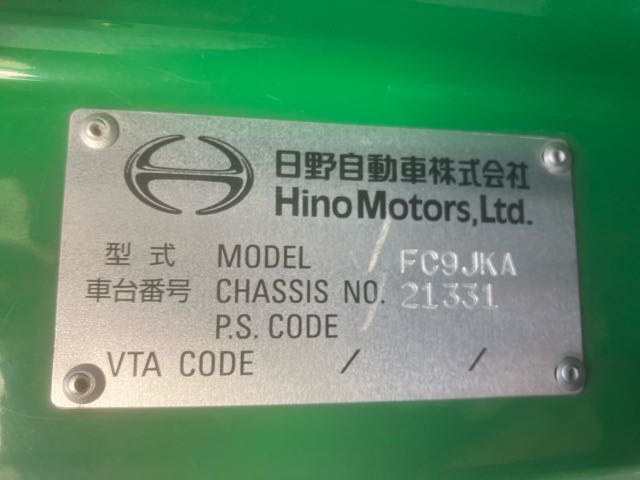 日野自動車株式会社
Hino Motors, Ltd.
型式 MODEL / FC9JKA
車台番号 CHASSIS NO. 21331
P.S. CODE
VTA CODE / /